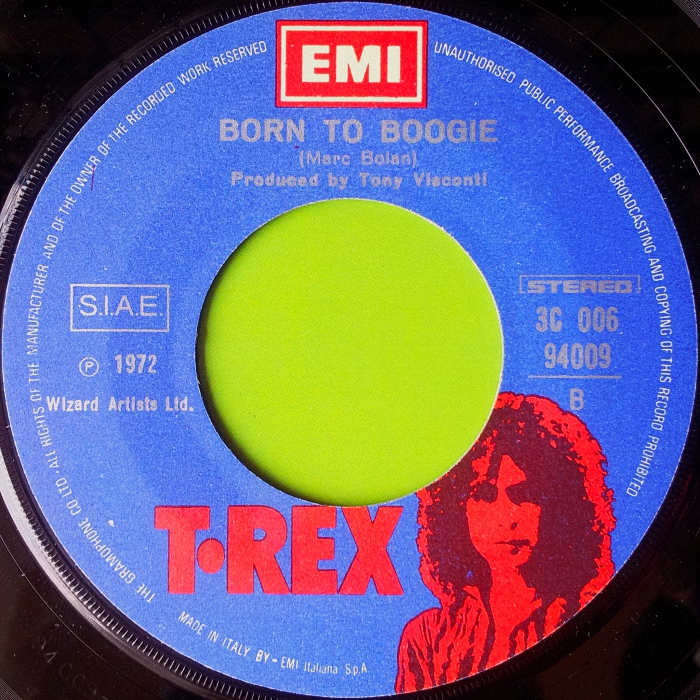 EMI
BORN TO BOOGIE
(Marc Bolan)
Produced by Tony Visconti
S.I.A.E.
℗ 1972
Wizard Artists Ltd.
STEREO
3C 006
94009
B
T·REX
THE GRAMOPHONE CO LTD · ALL RIGHTS OF THE MANUFACTURER AND OF THE OWNER OF THE RECORDED WORK RESERVED
UNAUTHORISED PUBLIC PERFORMANCE BROADCASTING AND COPYING OF THIS RECORD PROHIBITED
MADE IN ITALY BY - EMI Italiana S.p.A.